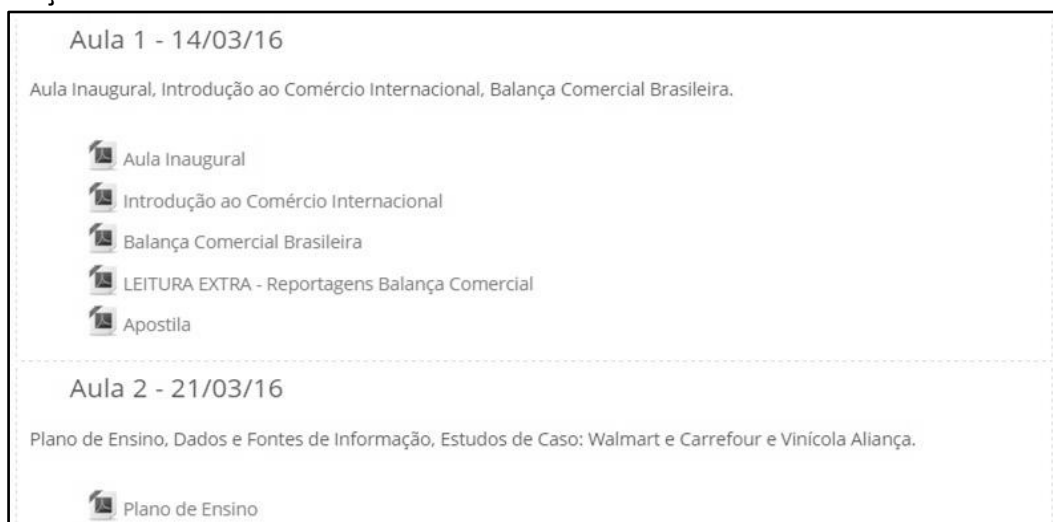 Aula 1 - 14/03/16
Aula Inaugural, Introdução ao Comércio Internacional, Balança Comercial Brasileira.
Aula Inaugural
Introdução ao Comércio Internacional
Balança Comercial Brasileira
LEITURA EXTRA - Reportagens Balança Comercial
Apostila
Aula 2 - 21/03/16
Plano de Ensino, Dados e Fontes de Informação, Estudos de Caso: Walmart e Carrefour e Vinícola Aliança.
Plano de Ensino